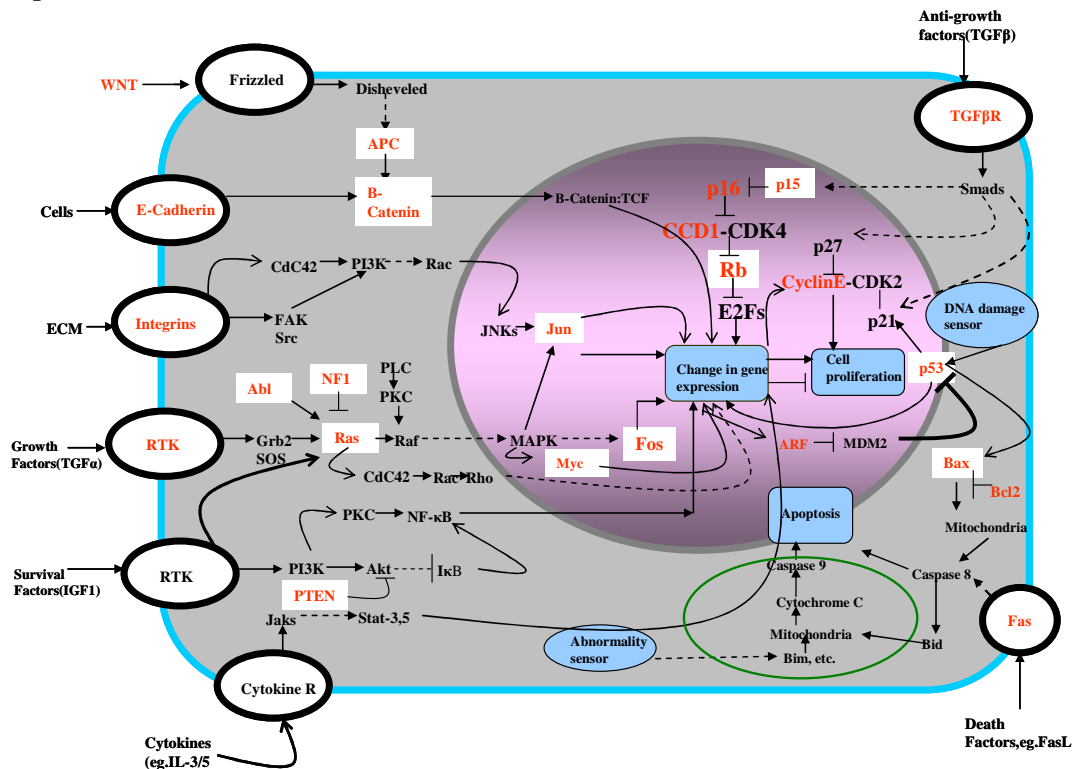 Anti-growth
factors(TGFβ)
WNT
Frizzled
Disheveled
TGFβR
APC
Smads
p16
p15
Cells
E-Cadherin
B-
Catenin
B-Catenin:TCF
CCD1-CDK4
p27
CdC42
PI3K
Rac
Rb
CyclinE-CDK2
ECM
Integrins
FAK
Src
JNKs
Jun
E2Fs
p21
DNA damage
sensor
Change in gene
expression
Cell
proliferation
p53
PLC
PKC
Abl
NF1
Growth
Factors(TGFα)
RTK
Grb2
SOS
Ras
Raf
MAPK
Fos
ARF
MDM2
Myc
Bax
Bcl2
CdC42
Rac
Rho
PKC
NF-κB
Apoptosis
Mitochondria
Survival
Factors(IGF1)
RTK
PI3K
Akt
IκB
Caspase 9
Caspase 8
PTEN
Cytochrome C
Jaks
Stat-3,5
Fas
Abnormality
sensor
Mitochondria
Bim, etc.
Bid
Cytokine R
Cytokines
(eg.IL-3/5
Death
Factors,eg.FasL